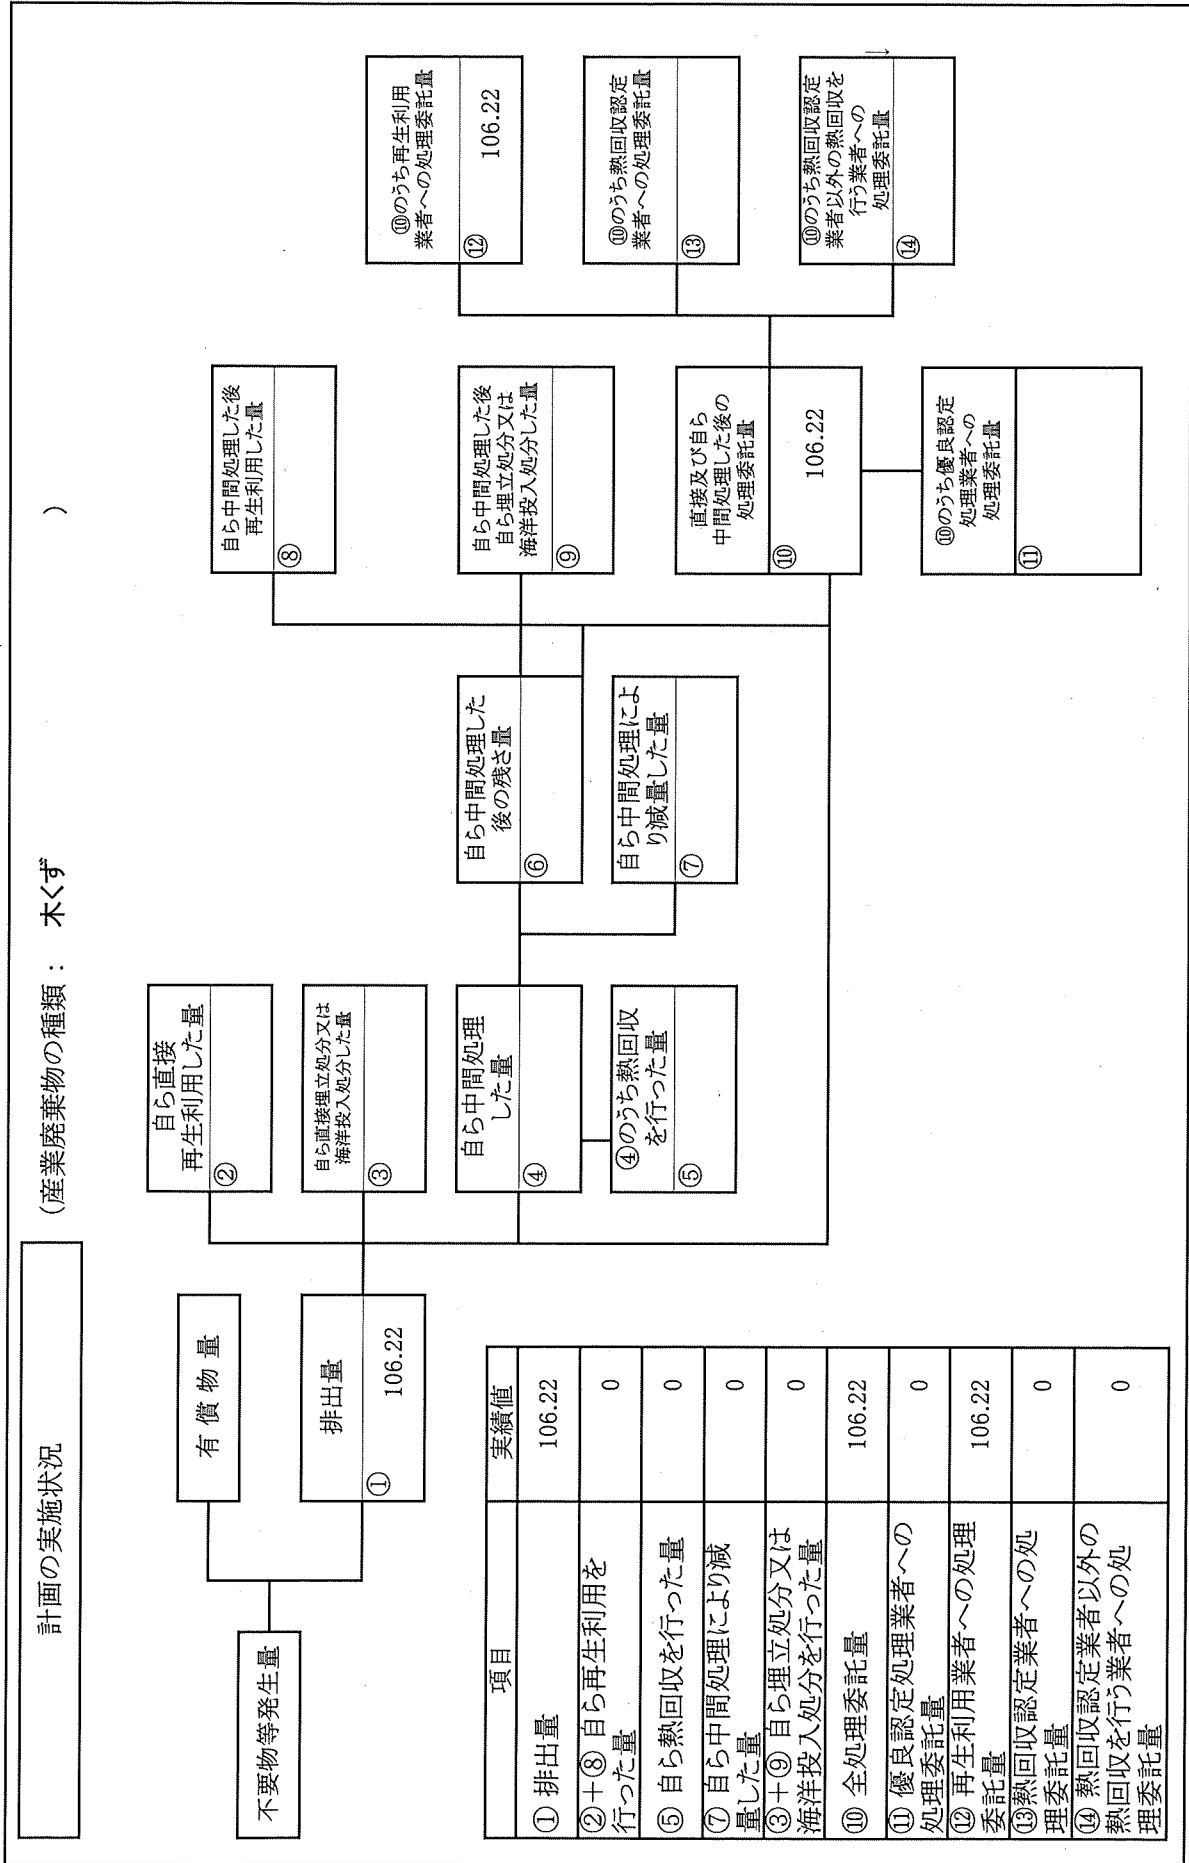 計画の実施状況
(産業廃棄物の種類： 木くず )
不要物等発生量
有償物量
排出量
① 106.22
自ら直接
再生利用した量
②
自ら直接埋立処分又は
海洋投入処分した量
③
自ら中間処理
した量
④
④のうち熱回収
を行った量
⑤
自ら中間処理した
後の残さ量
⑥
自ら中間処理によ
り減量した量
⑦
自ら中間処理した後
再生利用した量
⑧
自ら中間処理した後
自ら埋立処分又は
海洋投入処分した量
⑨
直接及び自ら
中間処理した後の
処理委託量
⑩ 106.22
⑩のうち優良認定
処理業者への
処理委託量
⑪
⑩のうち再生利用
業者への処理委託量
⑫ 106.22
⑩のうち熱回収認定
業者への処理委託量
⑬
⑩のうち熱回収認定
業者以外の熱回収を
行う業者への
処理委託量
⑭
項目 実績値
① 排出量 106.22
②＋⑧ 自ら再生利用を
行った量 0
⑤ 自ら熱回収を行った量 0
⑦ 自ら中間処理により減
量した量 0
③＋⑨ 自ら埋立処分又は
海洋投入処分を行った量 0
⑩ 全処理委託量 106.22
⑪ 優良認定処理業者への
処理委託量 0
⑫ 再生利用業者への処理
委託量 106.22
⑬熱回収認定業者への処
理委託量 0
⑭ 熱回収認定業者以外の
熱回収を行う業者への処
理委託量 0